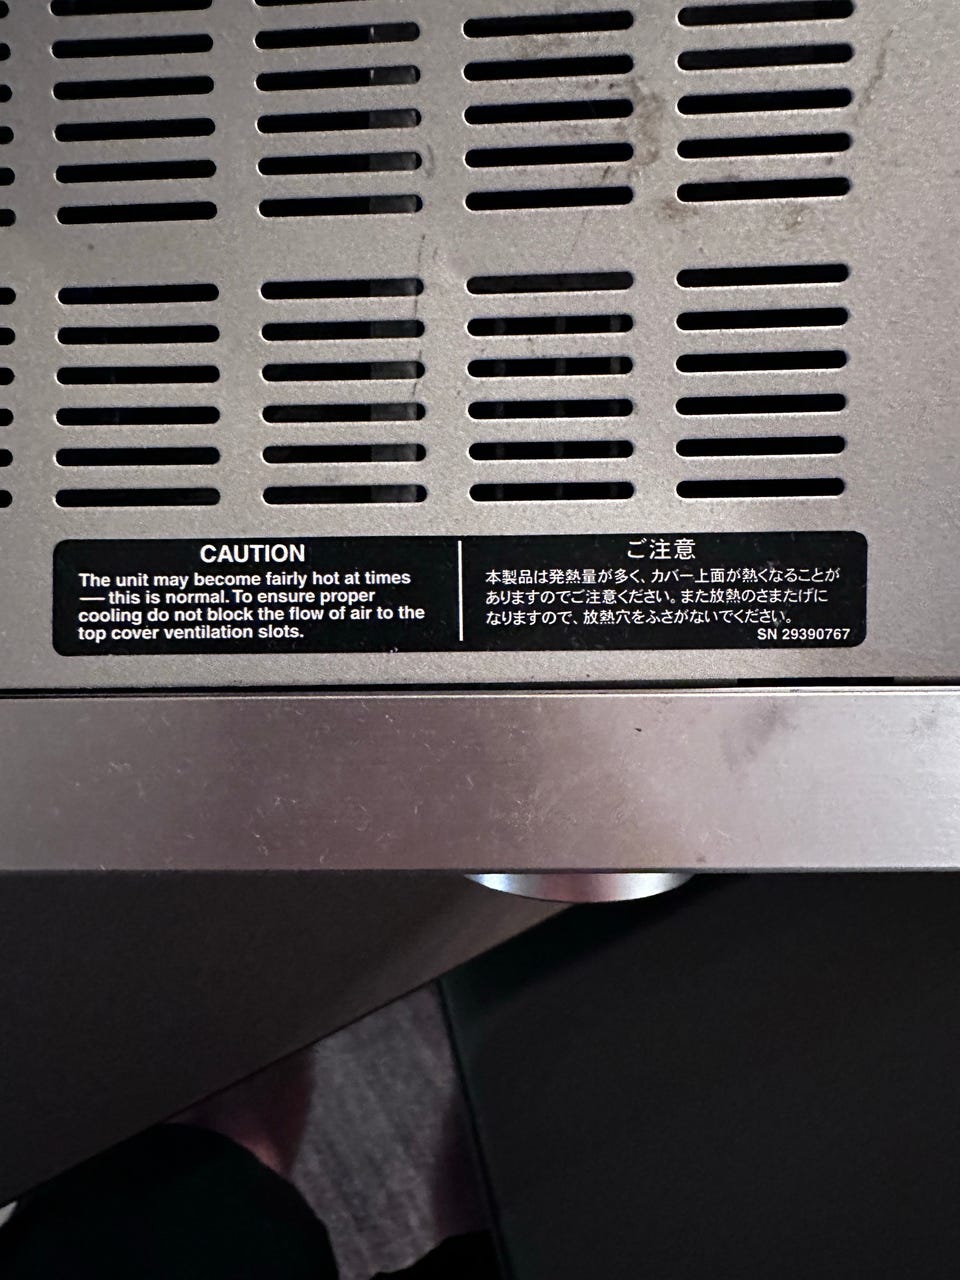 CAUTION
The unit may become fairly hot at times
— this is normal. To ensure proper
cooling do not block the flow of air to the
top cover ventilation slots.
ご注意
本製品は発熱量が多く、カバー上面が熱くなることが
ありますのでご注意ください。また放熱のさまたげに
なりますので、放熱穴をふさがないでください。
SN 29390767